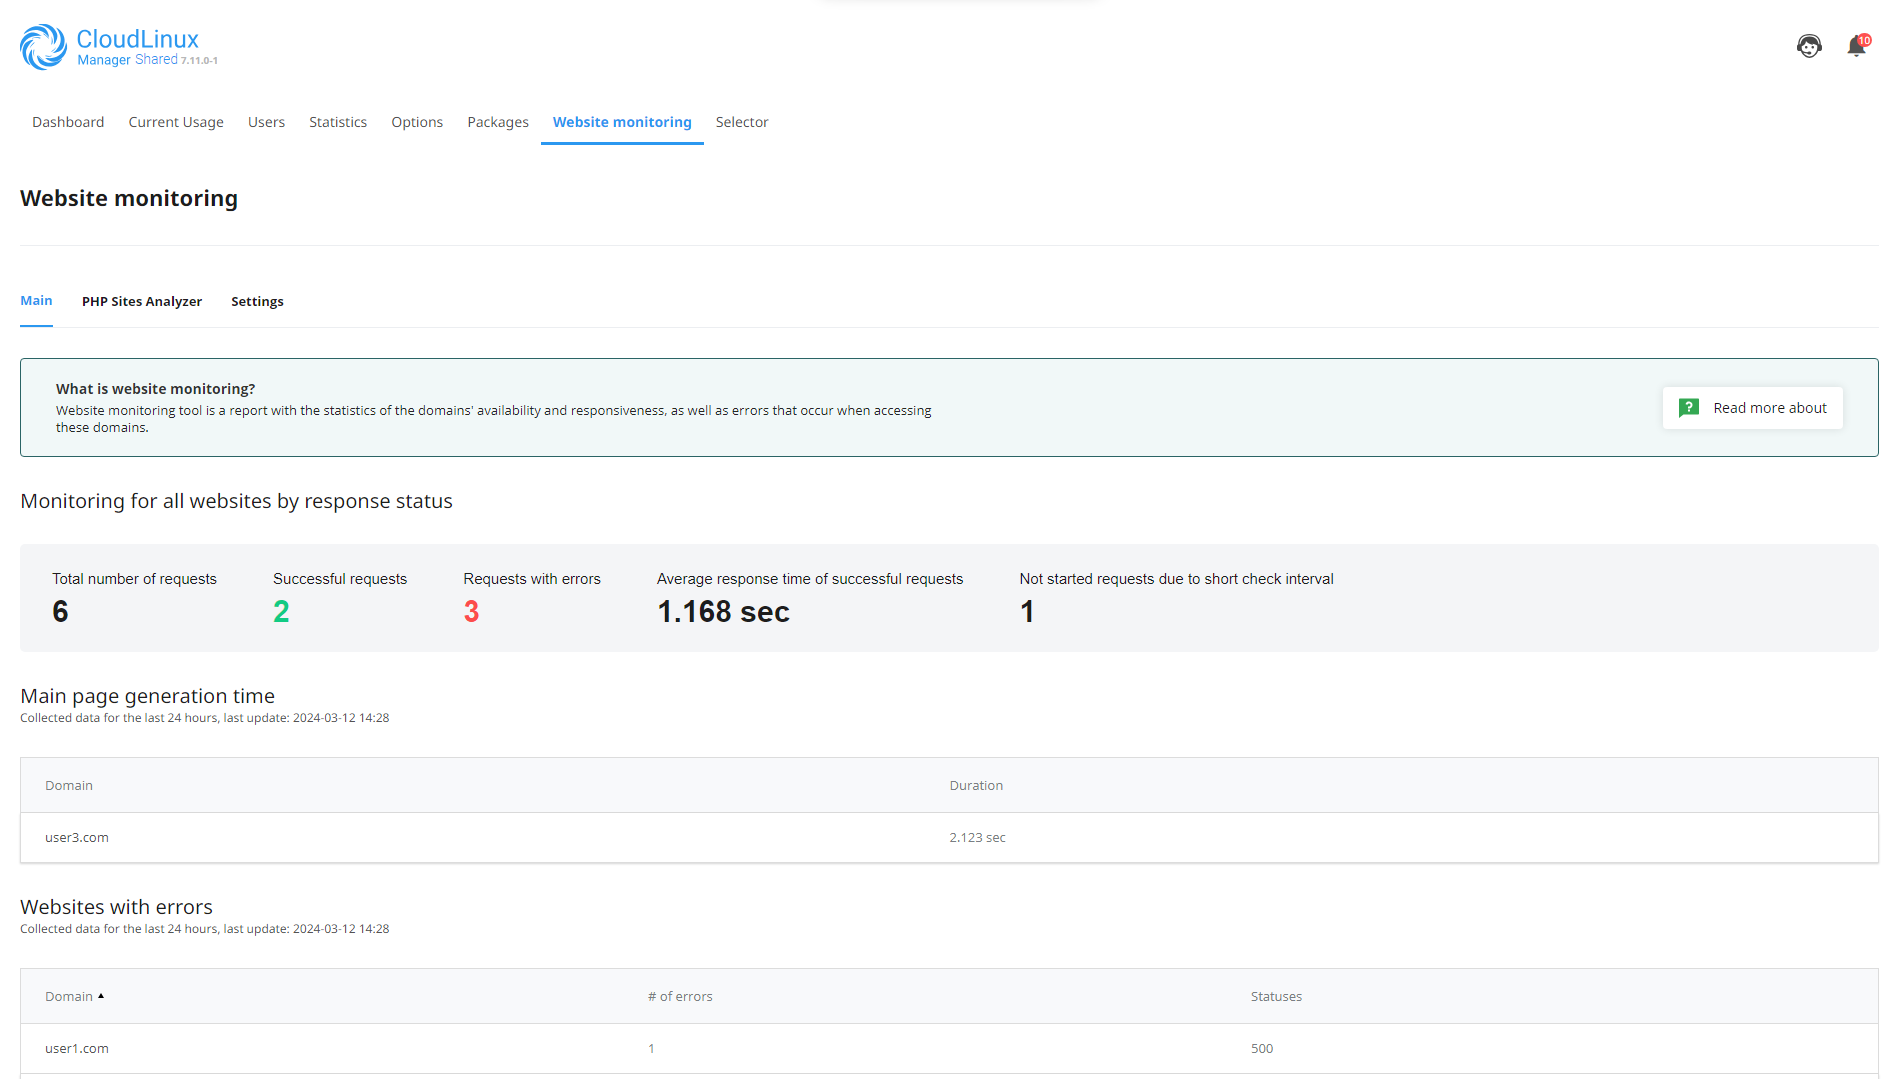 CloudLinux
Manager Shared 7.11.0-1
10
Dashboard Current Usage Users Statistics Options Packages Website monitoring Selector
Website monitoring
Main PHP Sites Analyzer Settings
What is website monitoring?
Website monitoring tool is a report with the statistics of the domains' availability and responsiveness, as well as errors that occur when accessing
these domains.
? Read more about
Monitoring for all websites by response status
Total number of requests Successful requests Requests with errors Average response time of successful requests Not started requests due to short check interval
6 2 3 1.168 sec 1
Main page generation time
Collected data for the last 24 hours, last update: 2024-03-12 14:28
Domain Duration
user3.com 2.123 sec
Websites with errors
Collected data for the last 24 hours, last update: 2024-03-12 14:28
Domain ▲ # of errors Statuses
user1.com 1 500